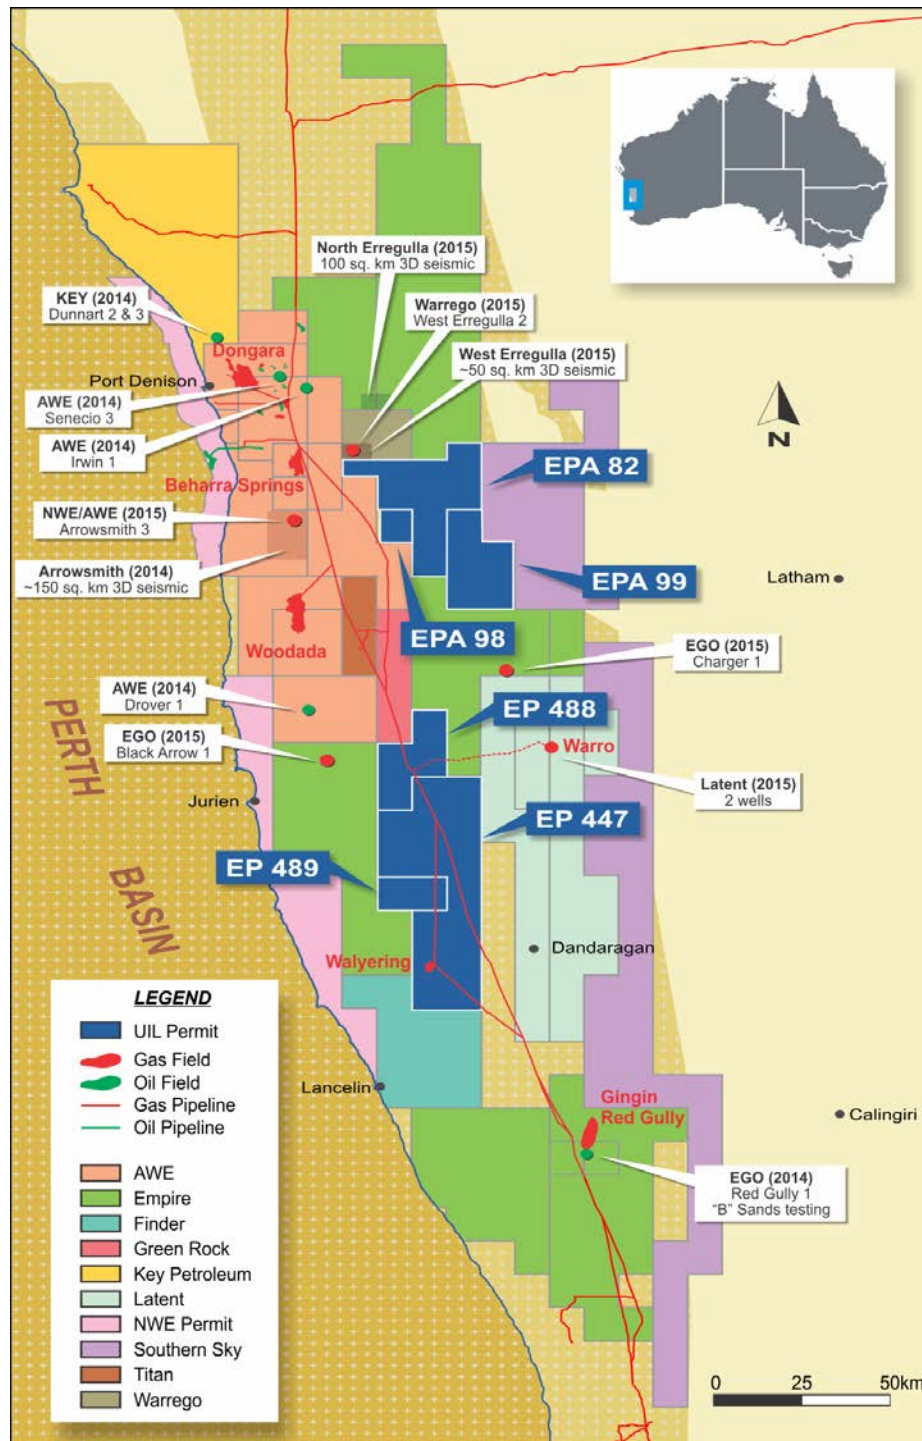 North Erregulla (2015)
100 sq. km 3D seismic
KEY (2014)
Dunnart 2 & 3
Warrego (2015)
West Erregulla 2
Dongara
West Erregulla (2015)
~50 sq. km 3D seismic
Port Denison
AWE (2014)
Senecio 3
N
AWE (2014)
Irwin 1
EPA 82
Beharra Springs
NWE/AWE (2015)
Arrowsmith 3
Arrowsmith (2014)
~150 sq. km 3D seismic
EPA 99
Latham
EPA 98
Woodada
EGO (2015)
Charger 1
AWE (2014)
Drover 1
EP 488
PERTH
BASIN
EGO (2015)
Black Arrow 1
Warro
Latent (2015)
2 wells
Jurien
EP 447
EP 489
Dandaragan
Walyering
LEGEND
UIL Permit
Gas Field
Oil Field
Gas Pipeline
Oil Pipeline
AWE
Empire
Finder
Green Rock
Key Petroleum
Latent
NWE Permit
Southern Sky
Titan
Warrego
Lancelin
Gingin
Red Gully
Calingiri
EGO (2014)
Red Gully 1
"B" Sands testing
0 25 50km